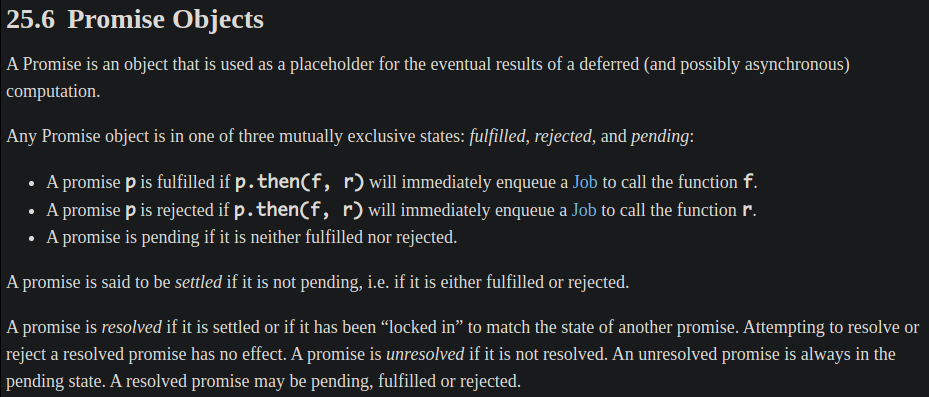 25.6 Promise Objects
A Promise is an object that is used as a placeholder for the eventual results of a deferred (and possibly asynchronous)
computation.
Any Promise object is in one of three mutually exclusive states: fulfilled, rejected, and pending:
• A promise p is fulfilled if p.then(f, r) will immediately enqueue a Job to call the function f.
• A promise p is rejected if p.then(f, r) will immediately enqueue a Job to call the function r.
• A promise is pending if it is neither fulfilled nor rejected.
A promise is said to be settled if it is not pending, i.e. if it is either fulfilled or rejected.
A promise is resolved if it is settled or if it has been “locked in” to match the state of another promise. Attempting to resolve or
reject a resolved promise has no effect. A promise is unresolved if it is not resolved. An unresolved promise is always in the
pending state. A resolved promise may be pending, fulfilled or rejected.